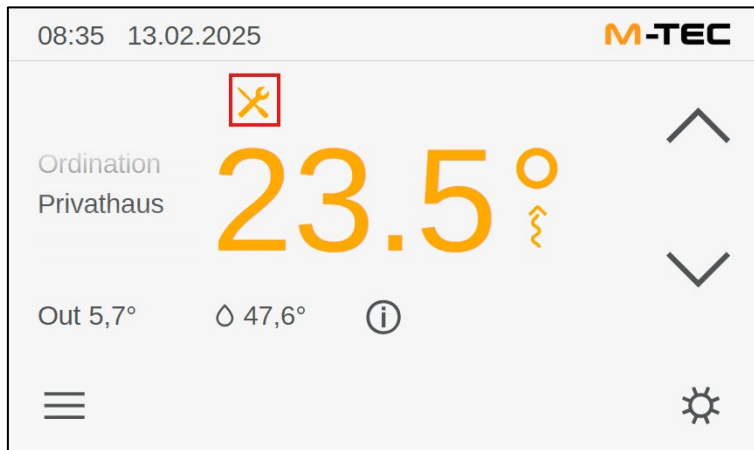 08:35 13.02.2025
M-TEC
Ordination
Privathaus
23.5°
Out 5,7°
47,6°